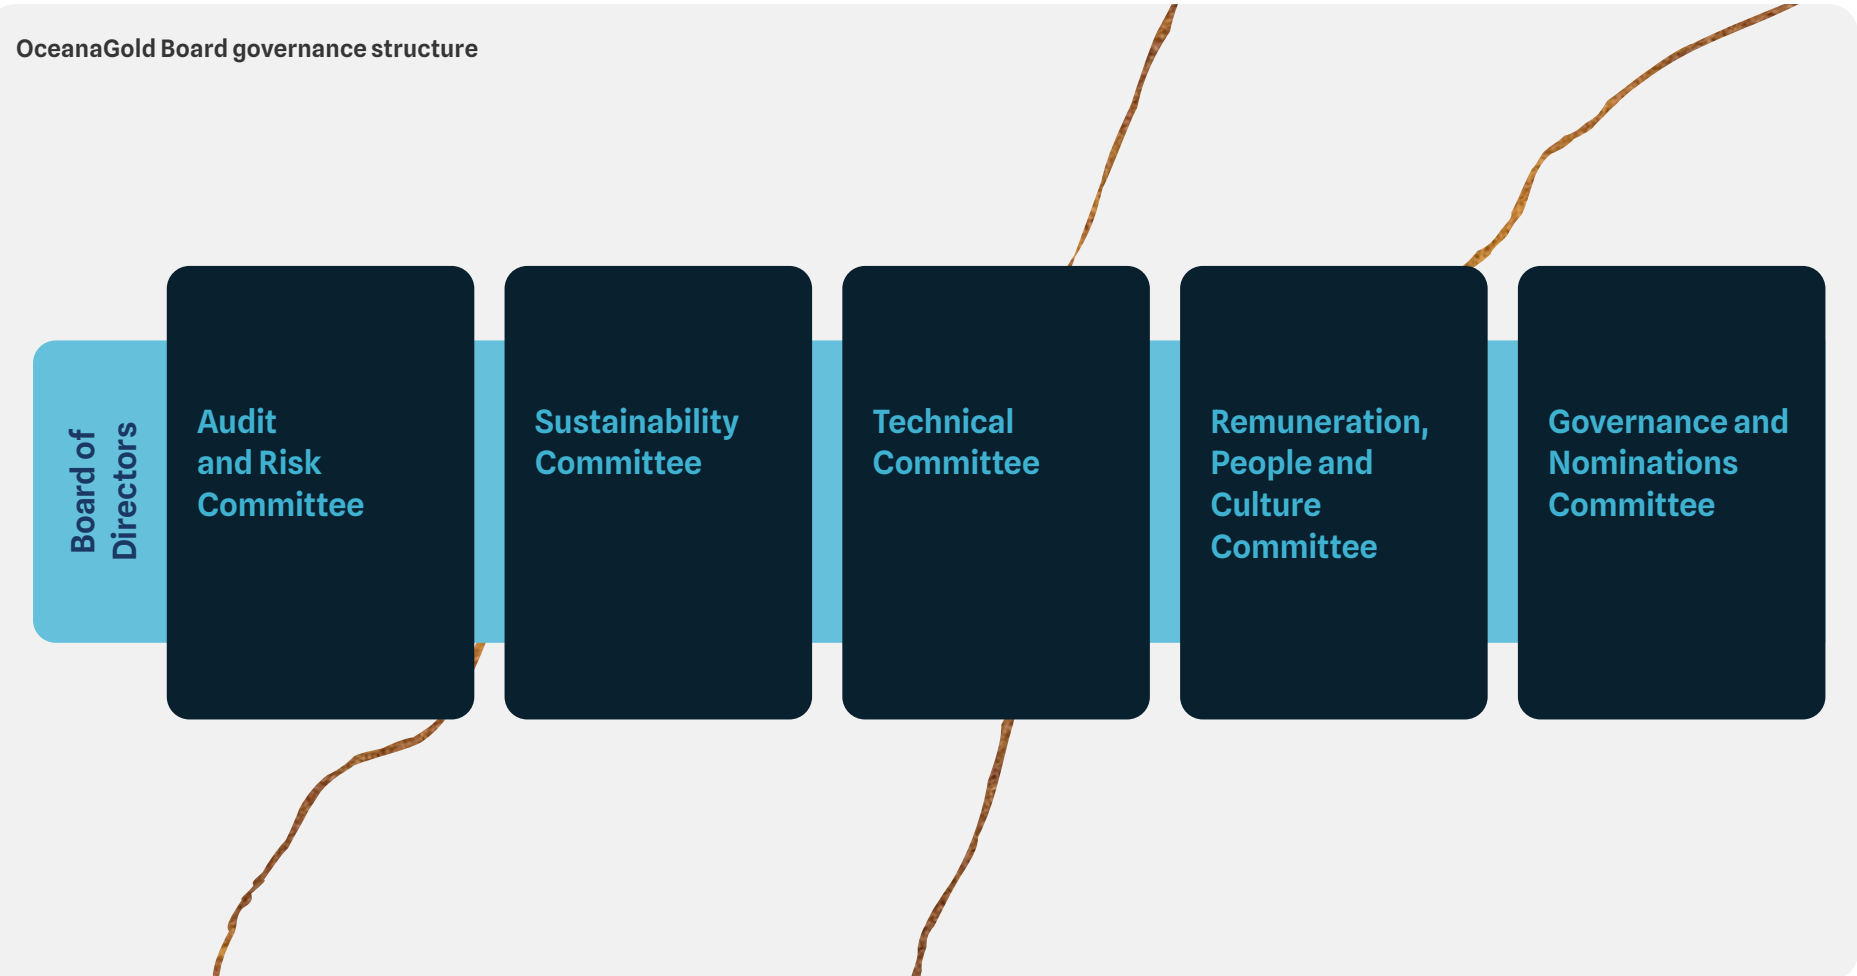 OceanaGold Board governance structure
Board of
Directors
Audit
and Risk
Committee
Sustainability
Committee
Technical
Committee
Remuneration,
People and
Culture
Committee
Governance and
Nominations
Committee